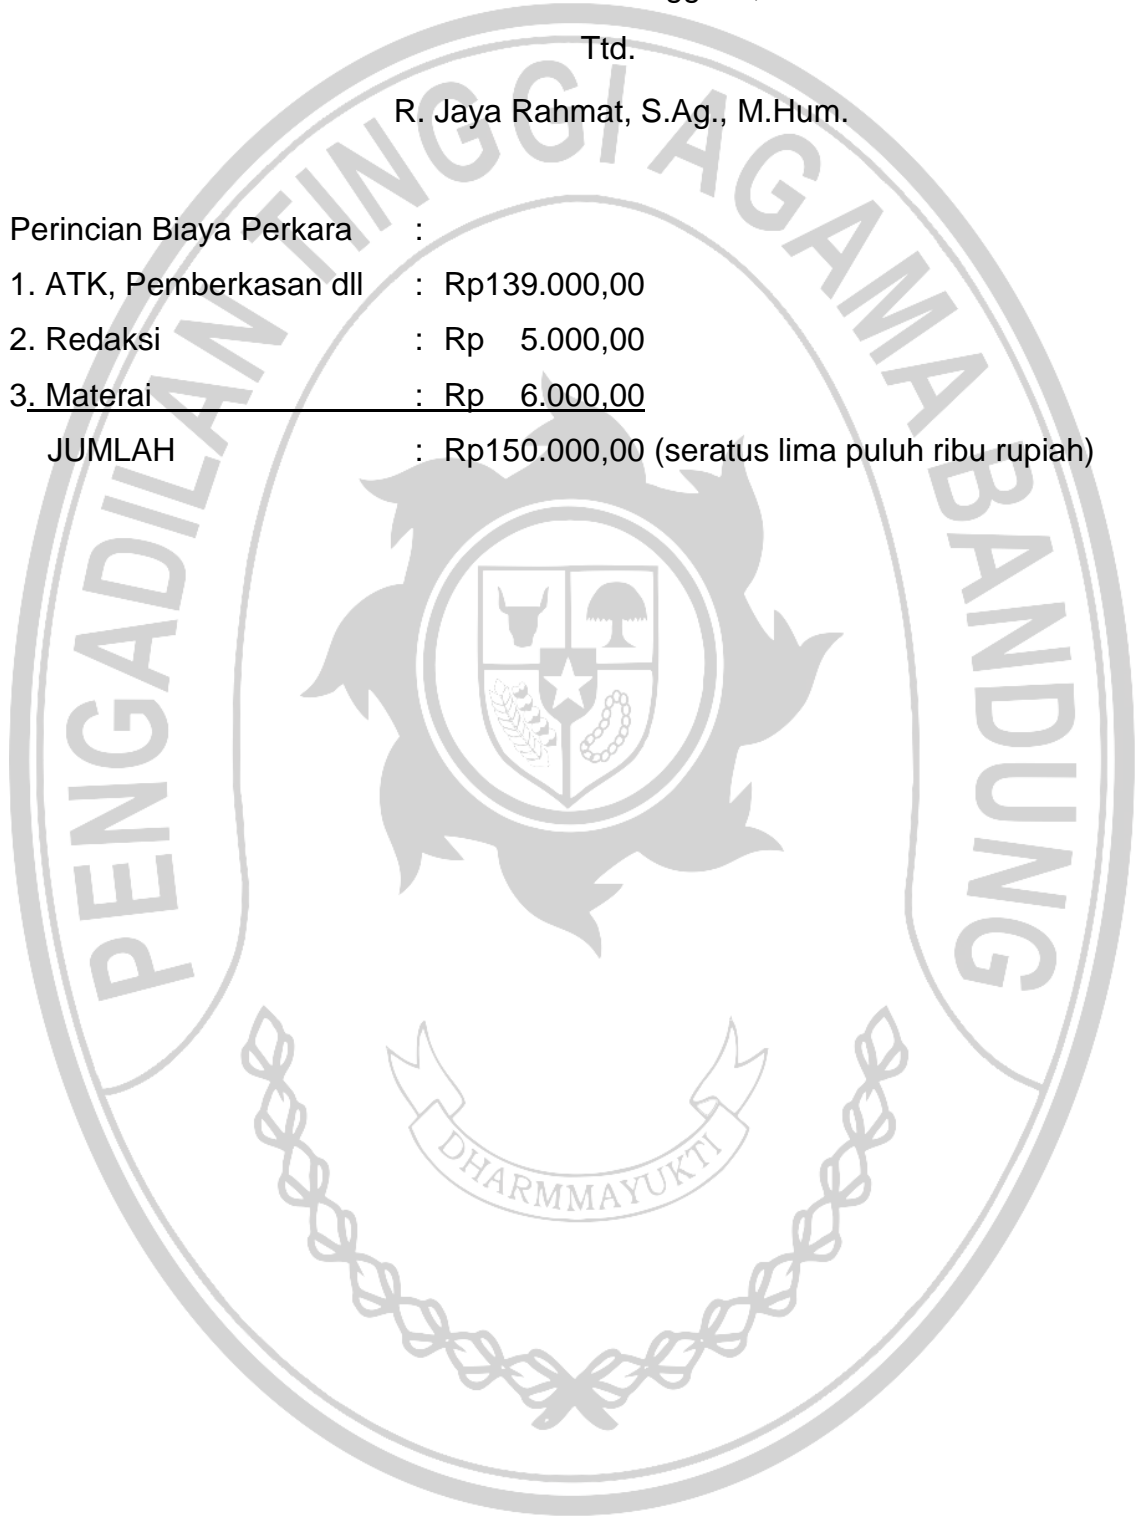 Ttd.
R. Jaya Rahmat, S.Ag., M.Hum.
Perincian Biaya Perkara :
1. ATK, Pemberkasan dll : Rp139.000,00
2. Redaksi : Rp 5.000,00
3. Materai : Rp 6.000,00
JUMLAH : Rp150.000,00 (seratus lima puluh ribu rupiah)
PENGADILAN TINGGI AGAMA BANDUNG
DHARMMAYUKTI